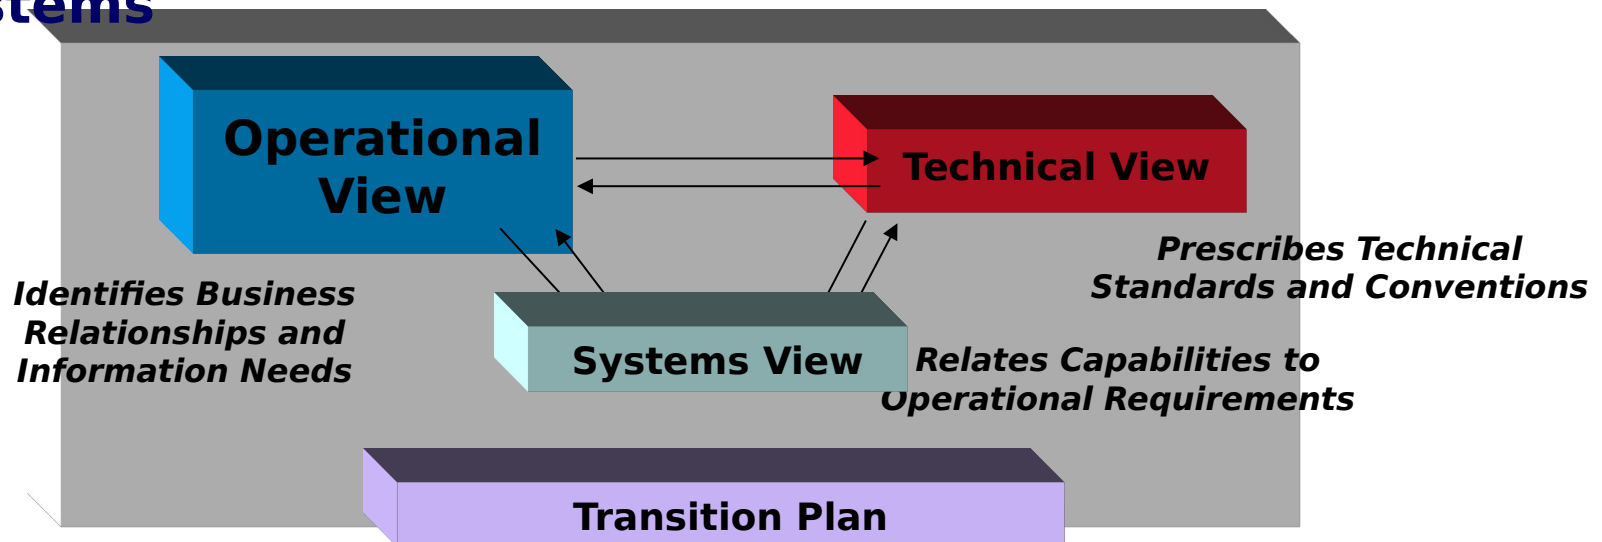 Operational
View
Technical View
Prescribes Technical
Standards and Conventions
Identifies Business
Relationships and
Information Needs
Systems View
Relates Capabilities to
Operational Requirements
Transition Plan